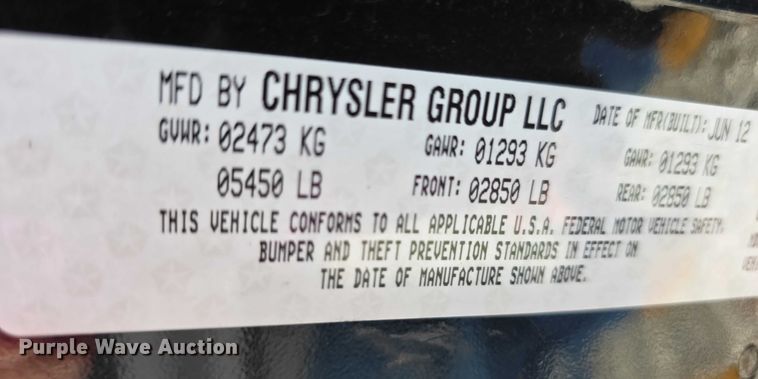 MFD BY CHRYSLER GROUP LLC DATE OF MFR(BUILT): JUN 12
GVWR: 02473 KG GAWR: 01293 KG GAWR: 01293 KG
05450 LB FRONT: 02850 LB REAR: 02850 LB
THIS VEHICLE CONFORMS TO ALL APPLICABLE U.S.A. FEDERAL MOTOR VEHICLE SAFETY,
BUMPER AND THEFT PREVENTION STANDARDS IN EFFECT ON
THE DATE OF MANUFACTURE SHOWN ABOVE.
Purple Wave Auction